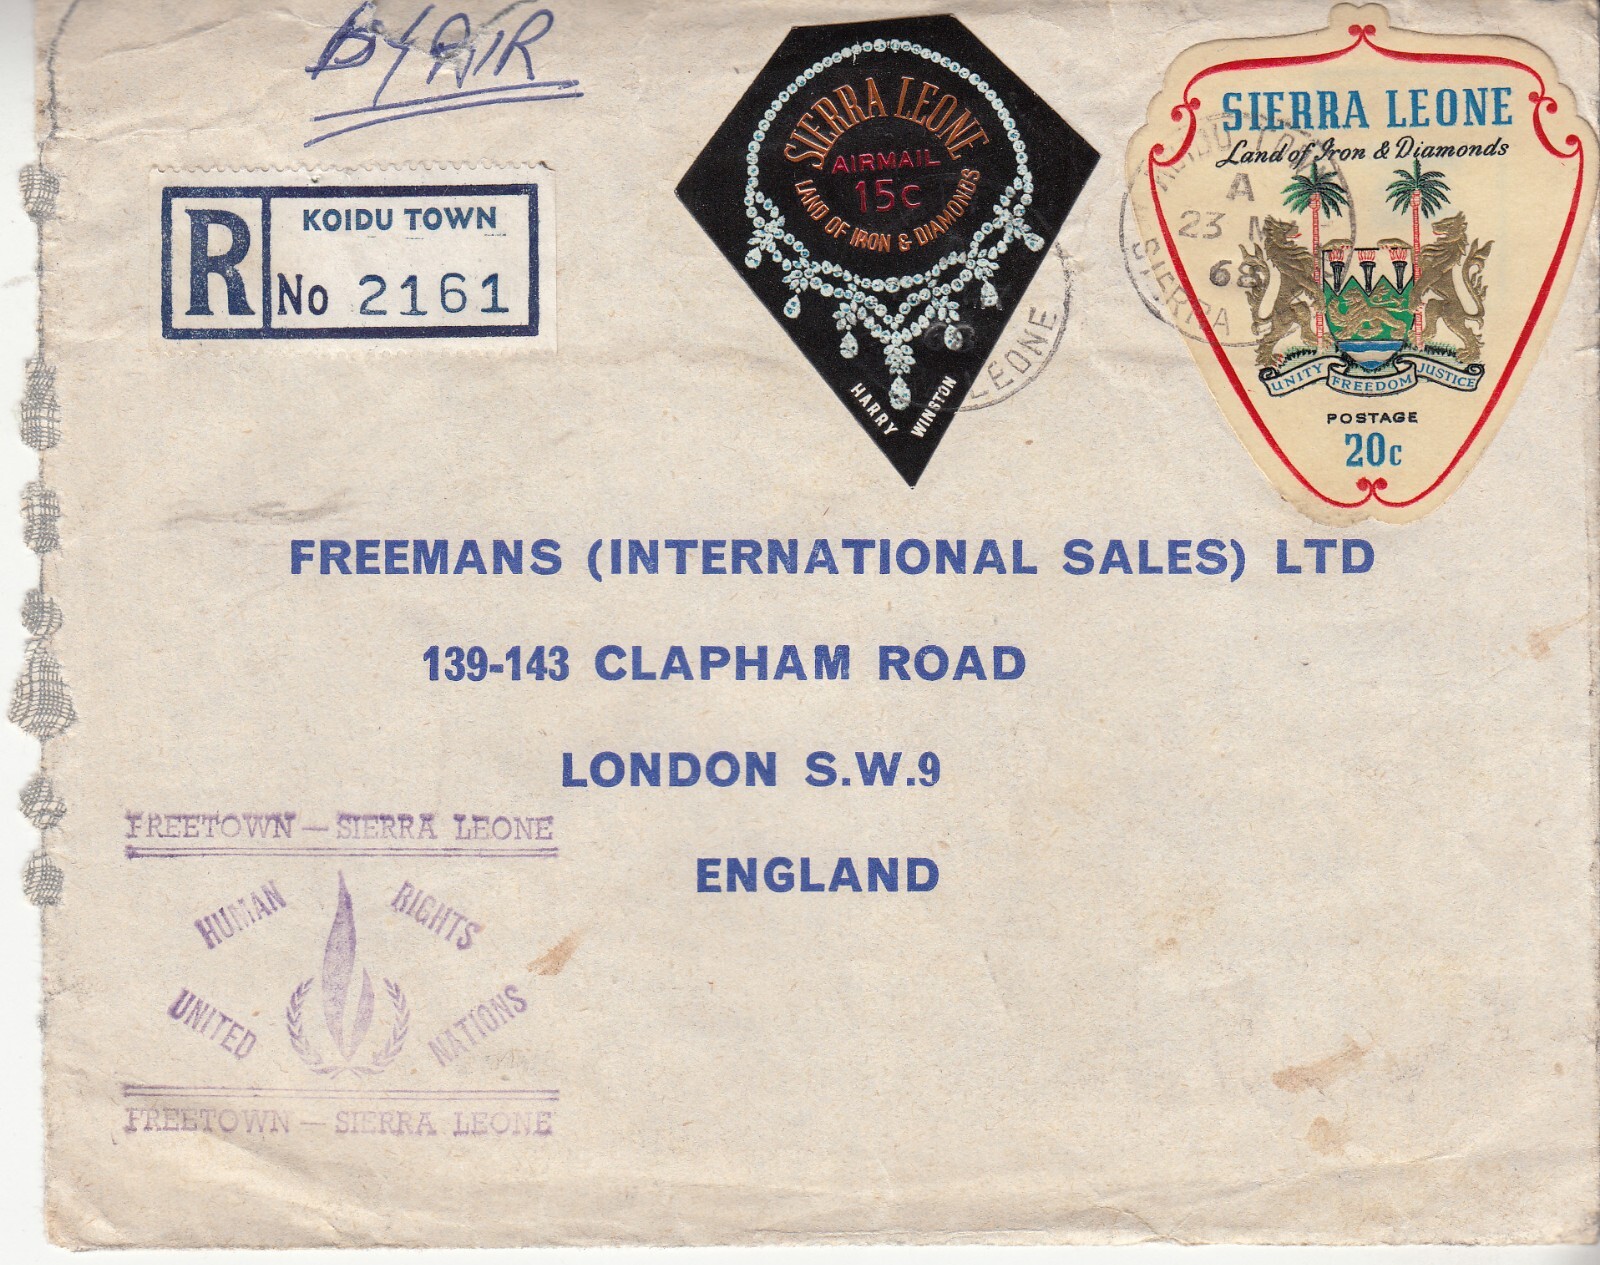 BY AIR
R
KOIDU TOWN
No 2161
SIERRA LEONE
AIRMAIL
15c
LAND OF IRON & DIAMONDS
HARRY WINSTON
LEONE
SIERRA LEONE
Land of Iron & Diamonds
A
23
68
SIERRA
UNITY FREEDOM JUSTICE
POSTAGE
20c
FREEMANS (INTERNATIONAL SALES) LTD
139-143 CLAPHAM ROAD
LONDON S.W.9
ENGLAND
FREETOWN — SIERRA LEONE
HUMAN RIGHTS
UNITED NATIONS
FREETOWN — SIERRA LEONE